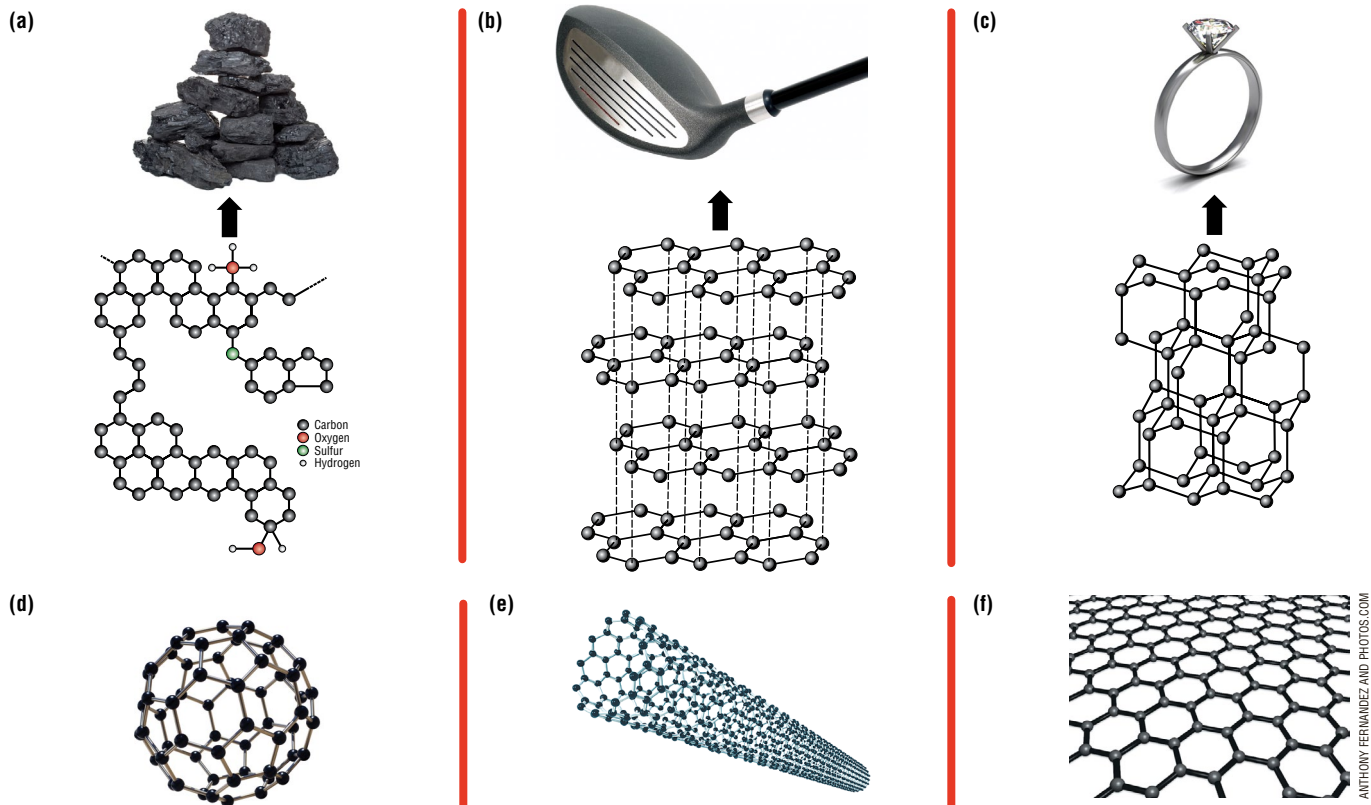 (a)
(b)
(c)
Carbon
Oxygen
Sulfur
Hydrogen
(d)
(e)
(f)
ANTHONY FERNANDEZ AND PHOTOS.COM